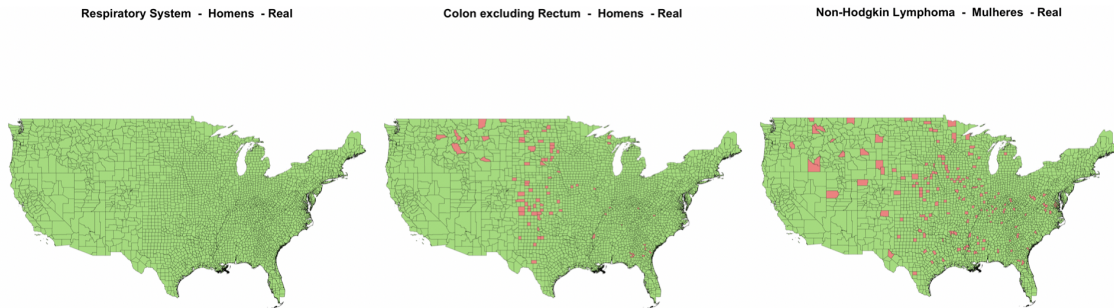 Respiratory System - Homens - Real
Colon excluding Rectum - Homens - Real
Non-Hodgkin Lymphoma - Mulheres - Real